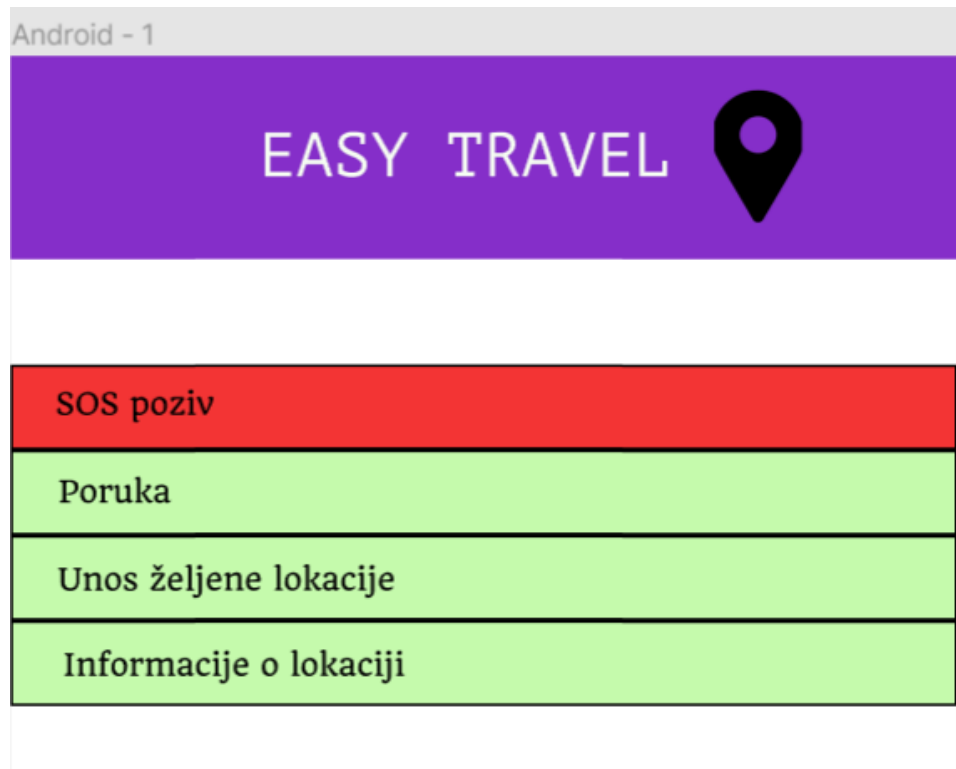 Android - 1
EASY TRAVEL
SOS poziv
Poruka
Unos željene lokacije
Informacije o lokaciji